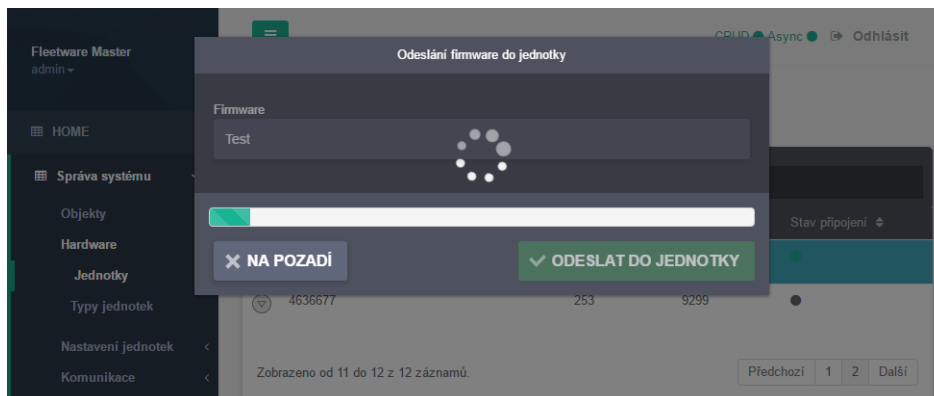 Fleetware Master
admin
HOME
Správa systému
Objekty
Hardware
Jednotky
Typy jednotek
Nastavení jednotek
Komunikace
CRUD Async Odhlásit
Odeslání firmware do jednotky
Firmware
Test
NA POZADÍ
ODESLAT DO JEDNOTKY
Stav připojení
4636677 253 9299
Zobrazeno od 11 do 12 z 12 záznamů.
Předchozí 1 2 Další